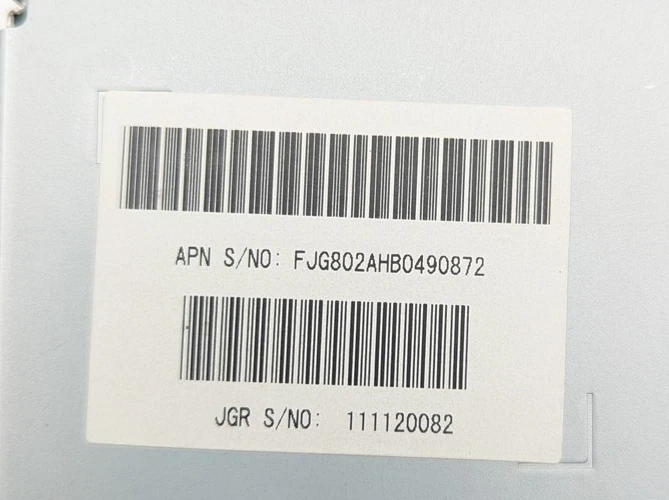 APN S/NO: FJG802AHB0490872
JGR S/NO: 111120082